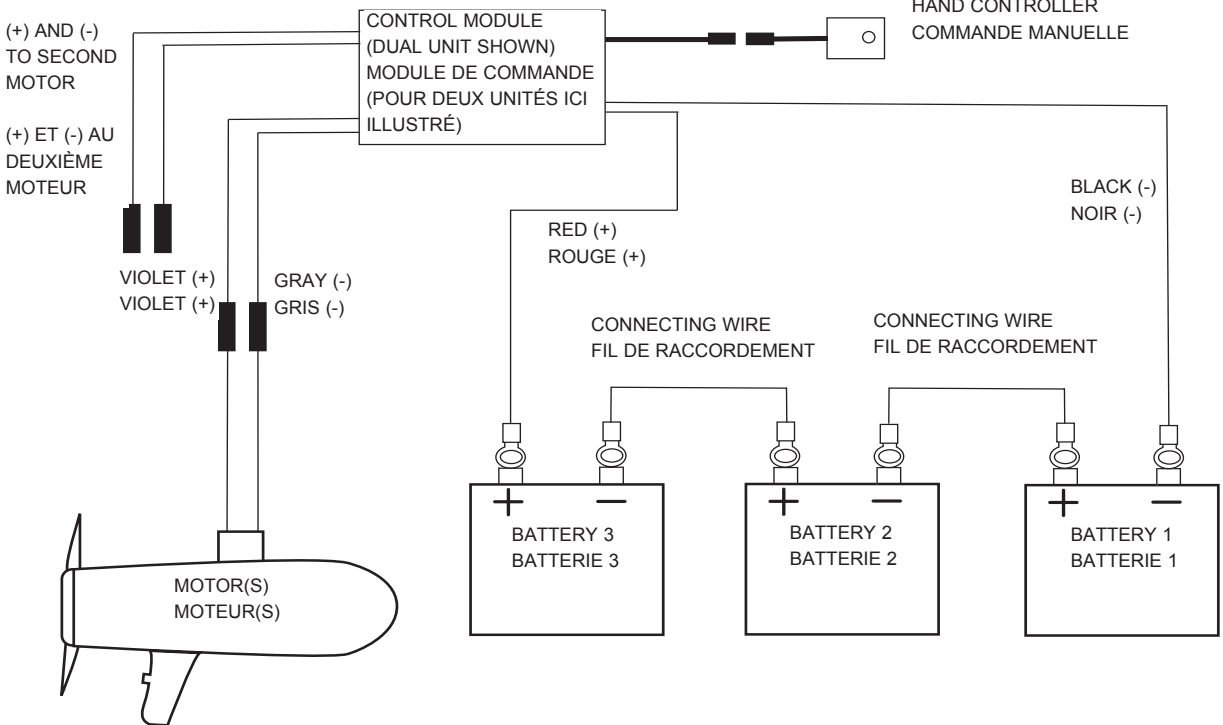 HAND CONTROLLER
COMMANDE MANUELLE
CONTROL MODULE
(DUAL UNIT SHOWN)
MODULE DE COMMANDE
(POUR DEUX UNITÉS ICI
ILLUSTRÉ)
(+) AND (-)
TO SECOND
MOTOR
(+) ET (-) AU
DEUXIÈME
MOTEUR
BLACK (-)
NOIR (-)
RED (+)
ROUGE (+)
VIOLET (+)
VIOLET (+)
GRAY (-)
GRIS (-)
CONNECTING WIRE
FIL DE RACCORDEMENT
CONNECTING WIRE
FIL DE RACCORDEMENT
+ −
BATTERY 3
BATTERIE 3
+ −
BATTERY 2
BATTERIE 2
+ −
BATTERY 1
BATTERIE 1
MOTOR(S)
MOTEUR(S)